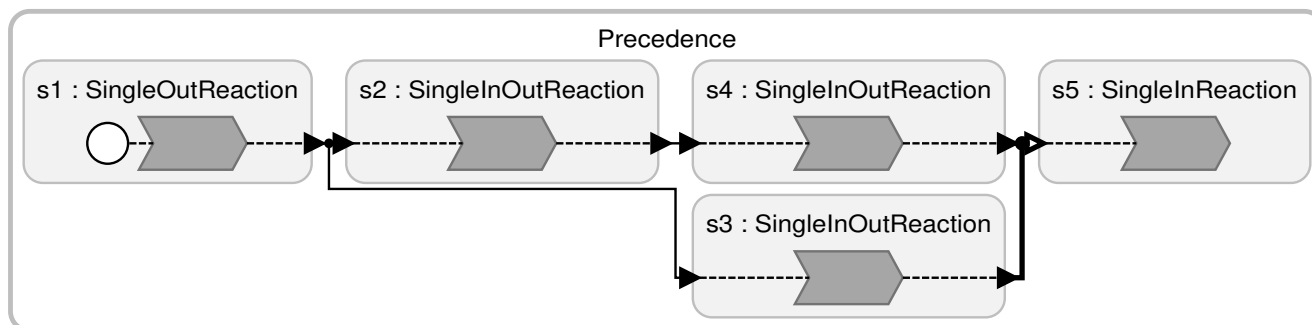 Precedence
s1 : SingleOutReaction
s2 : SingleInOutReaction
s4 : SingleInOutReaction
s5 : SingleInReaction
s3 : SingleInOutReaction